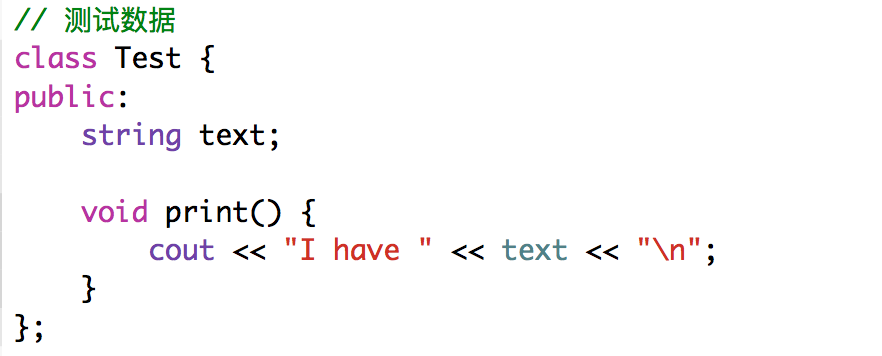 // 测试数据
class Test {
public:
    string text;

    void print() {
        cout << "I have " << text << "\n";
    }
};